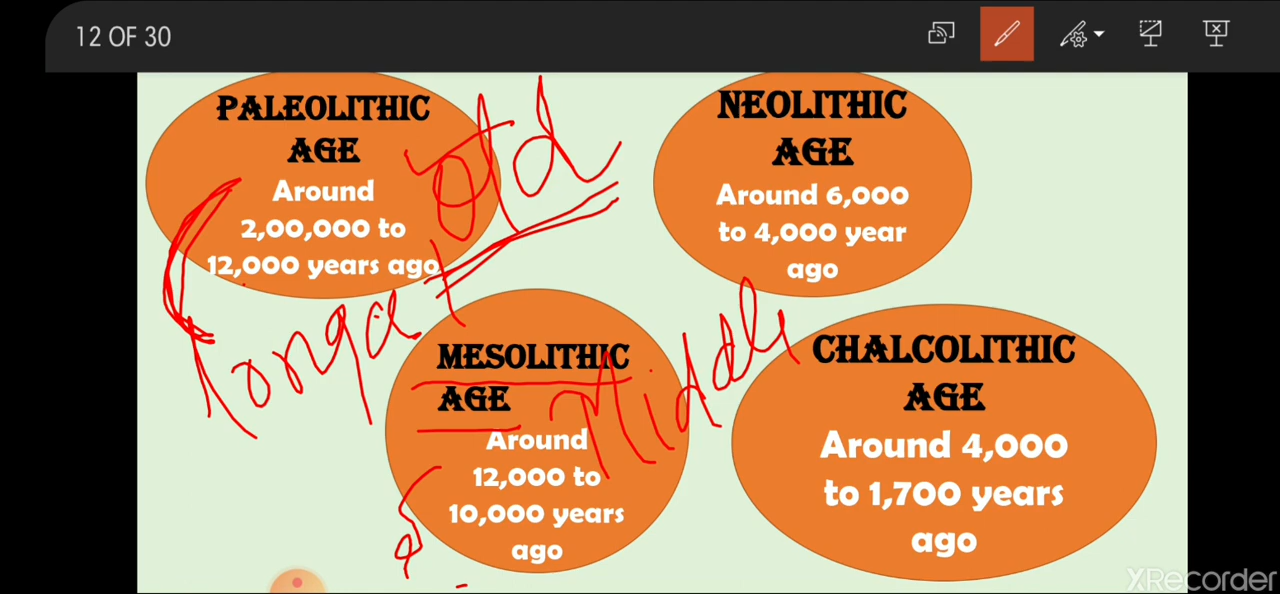 12 OF 30
PALEOLITHIC
AGE
Around
2,00,000 to
12,000 years ago
old
NEOLITHIC
AGE
Around 6,000
to 4,000 year
ago
MESOLITHIC
AGE
Around
12,000 to
10,000 years
ago
Middle
CHALCOLITHIC
AGE
Around 4,000
to 1,700 years
ago
XRecorder